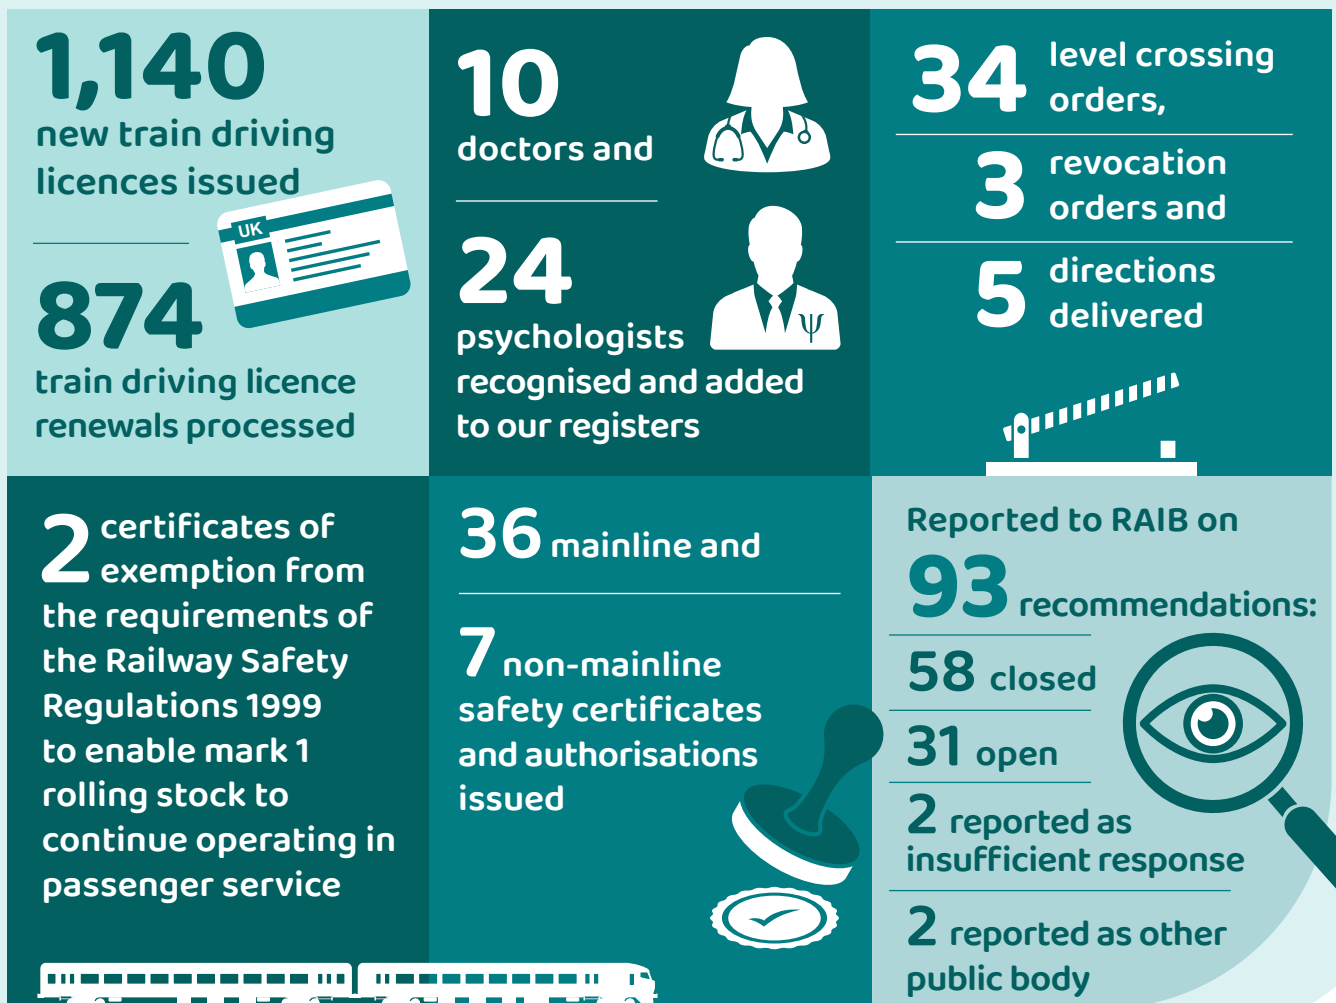 1,140
new train driving
licences issued
UK
874
train driving licence
renewals processed
10
doctors and
24
psychologists
recognised and added
to our registers
34 level crossing
orders,
3 revocation
orders and
5 directions
delivered
2 certificates of
exemption from
the requirements of
the Railway Safety
Regulations 1999
to enable mark 1
rolling stock to
continue operating in
passenger service
36 mainline and
7 non-mainline
safety certificates
and authorisations
issued
Reported to RAIB on
93 recommendations:
58 closed
31 open
2 reported as
insufficient response
2 reported as other
public body